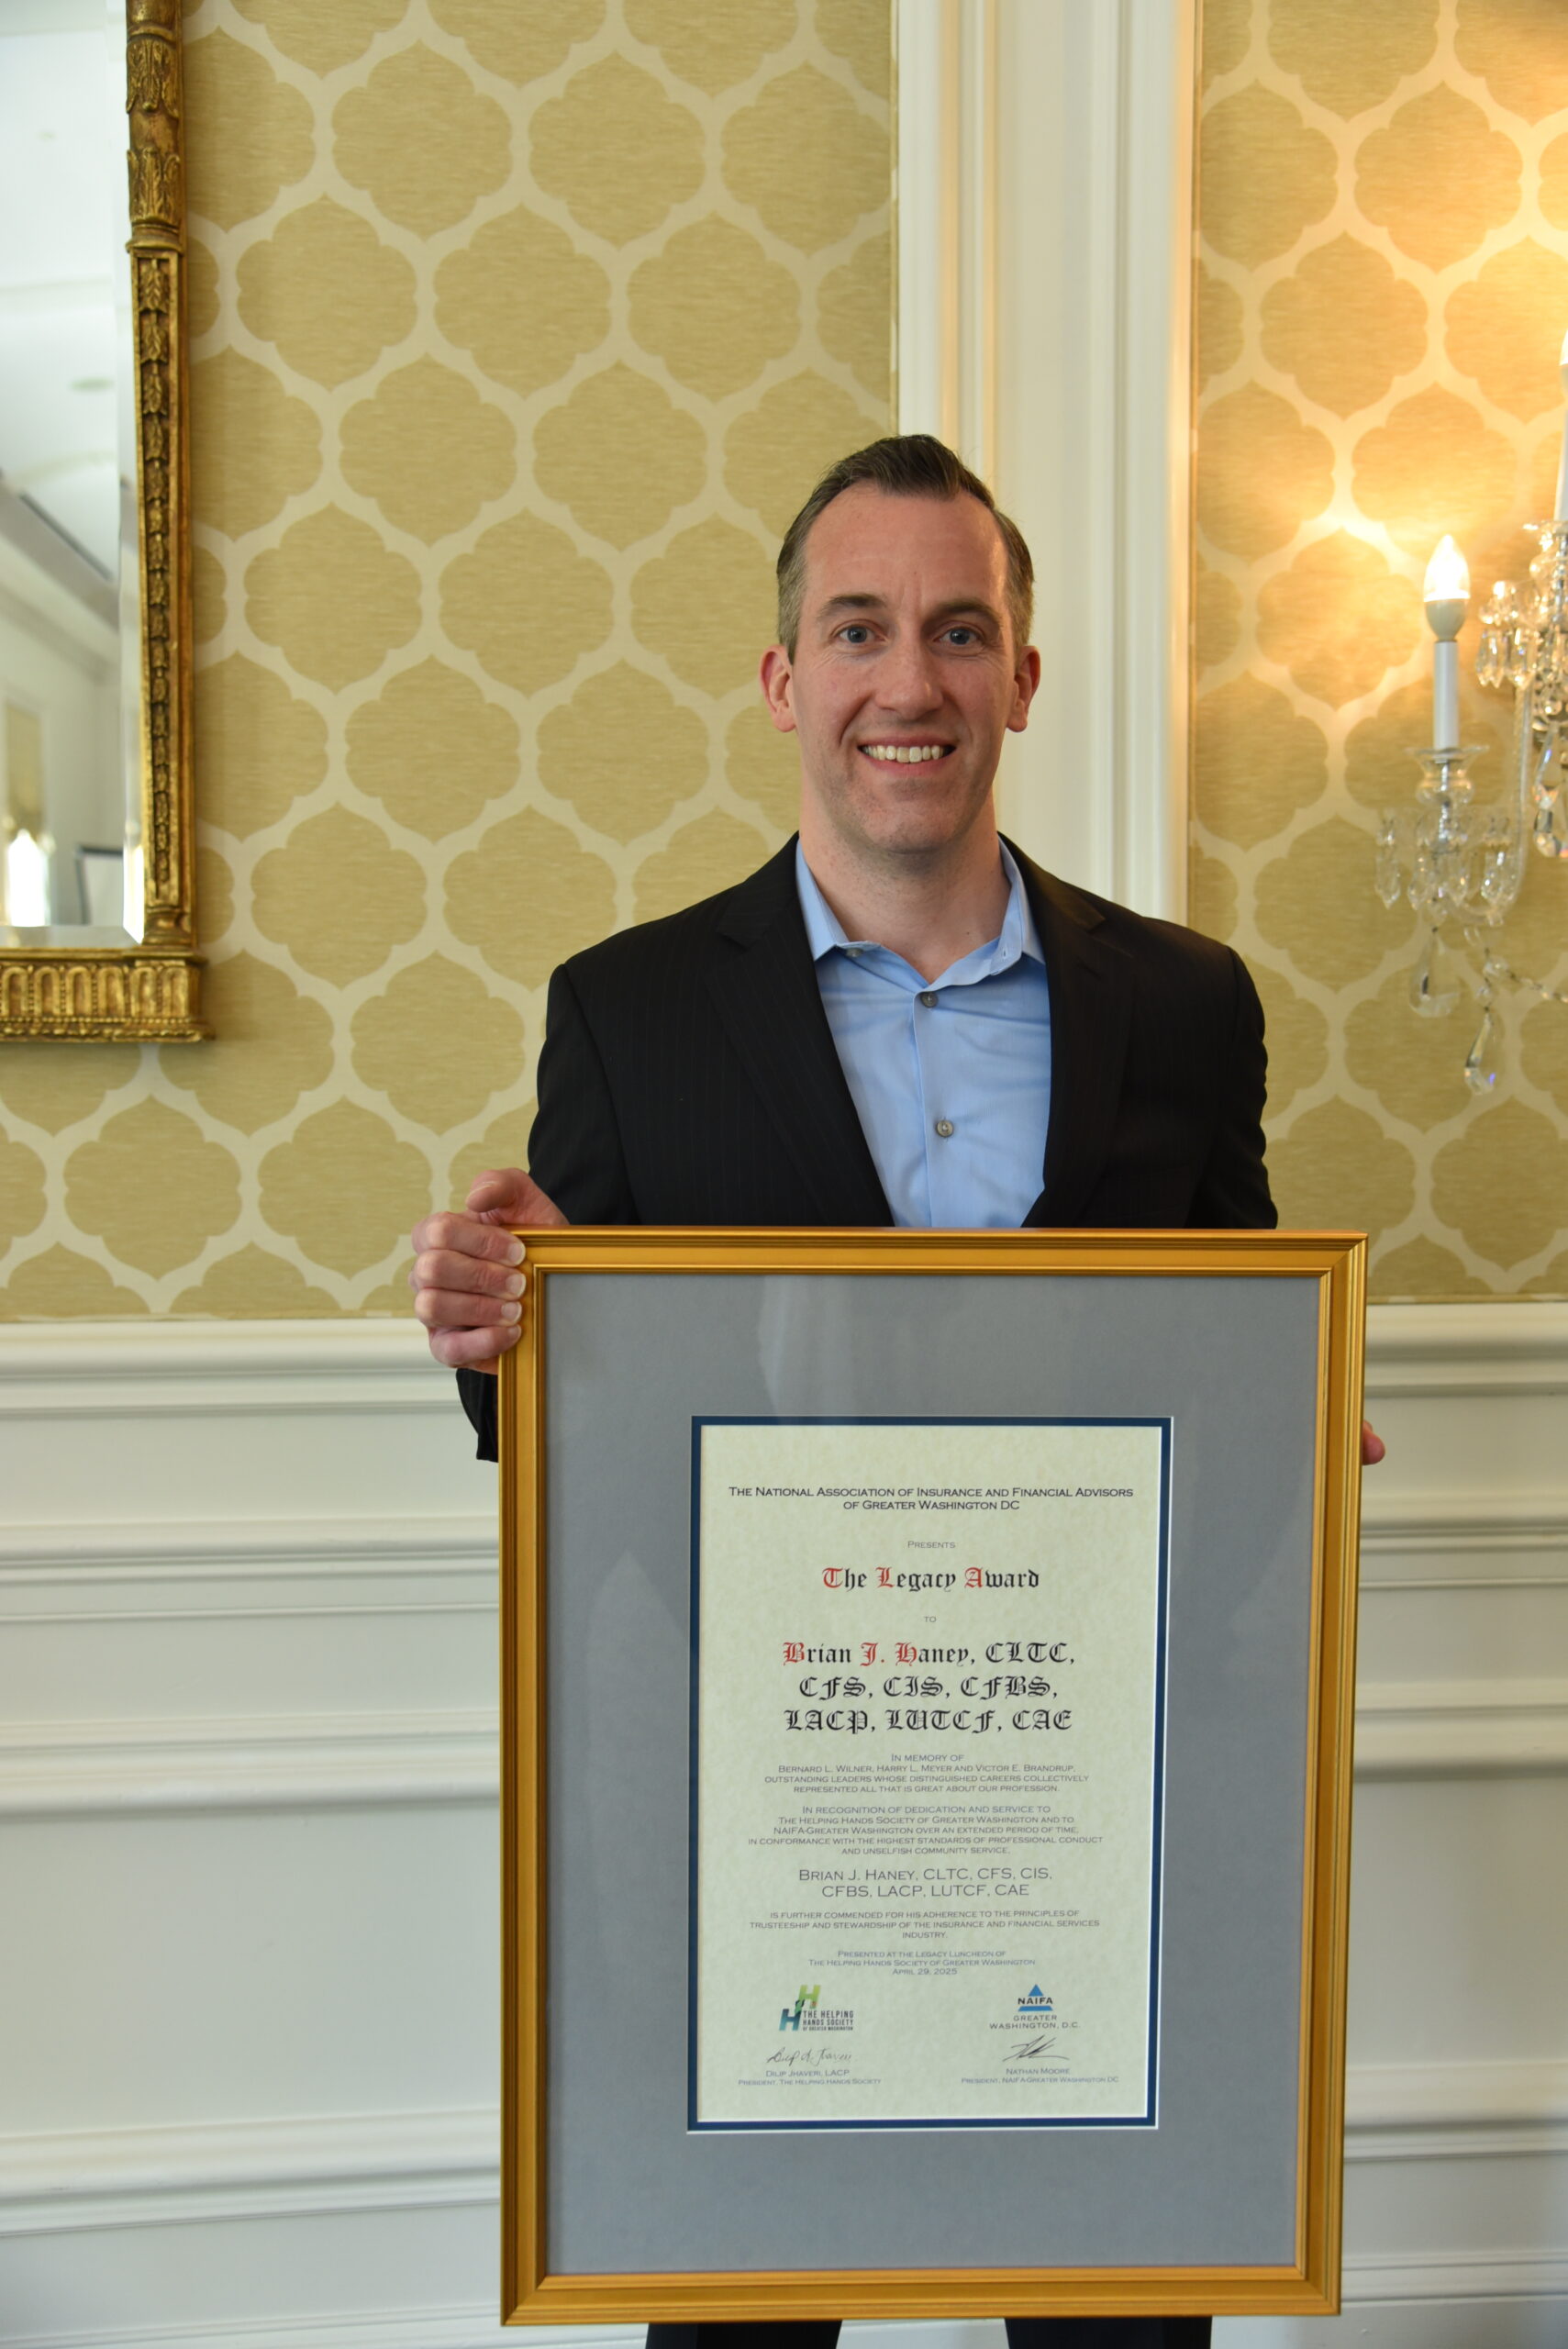 The National Association of Insurance and Financial Advisors
of Greater Washington DC
Presents
The Legacy Award
to
Brian J. Haney, CLTC,
CFS, CIS, CFBS,
LACP, LUTCF, CAE
In memory of
Bernard L. Wilner, Harry L. Meyer and Victor E. Brandrup,
outstanding leaders whose distinguished careers collectively
represented all that is great about our profession.
In recognition of dedication and service to
The Helping Hands Society of Greater Washington and to
NAIFA-Greater Washington over an extended period of time,
in conformance with the highest standards of professional conduct
and unselfish community service,
Brian J. Haney, CLTC, CFS, CIS,
CFBS, LACP, LUTCF, CAE
is further commended for his adherence to the principles of
trusteeship and stewardship of the insurance and financial services
industry.
Presented at the Legacy Luncheon of
The Helping Hands Society of Greater Washington
April 29, 2025
HH
THE HELPING
HANDS SOCIETY
OF GREATER WASHINGTON
NAIFA
GREATER
WASHINGTON, D.C.
Dilip Jhaveri, LACP
President, The Helping Hands Society
Nathan Moore
President, NAIFA-Greater Washington DC